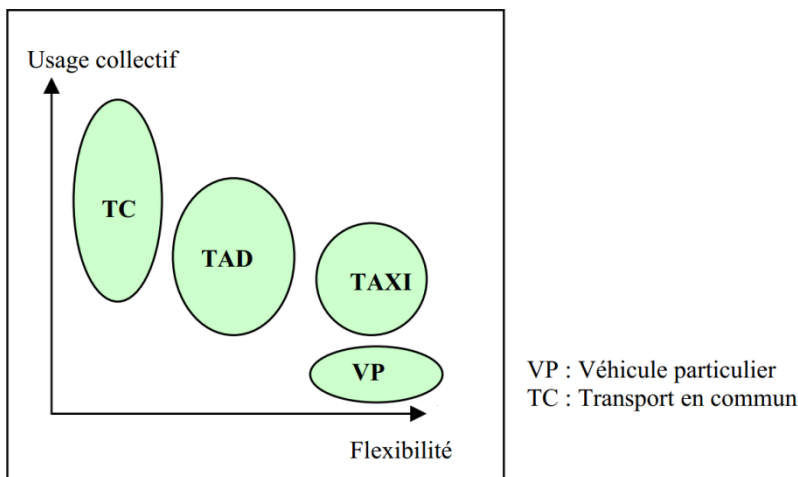 Usage collectif
TC
TAD
TAXI
VP
Flexibilité
VP : Véhicule particulier
TC : Transport en commun